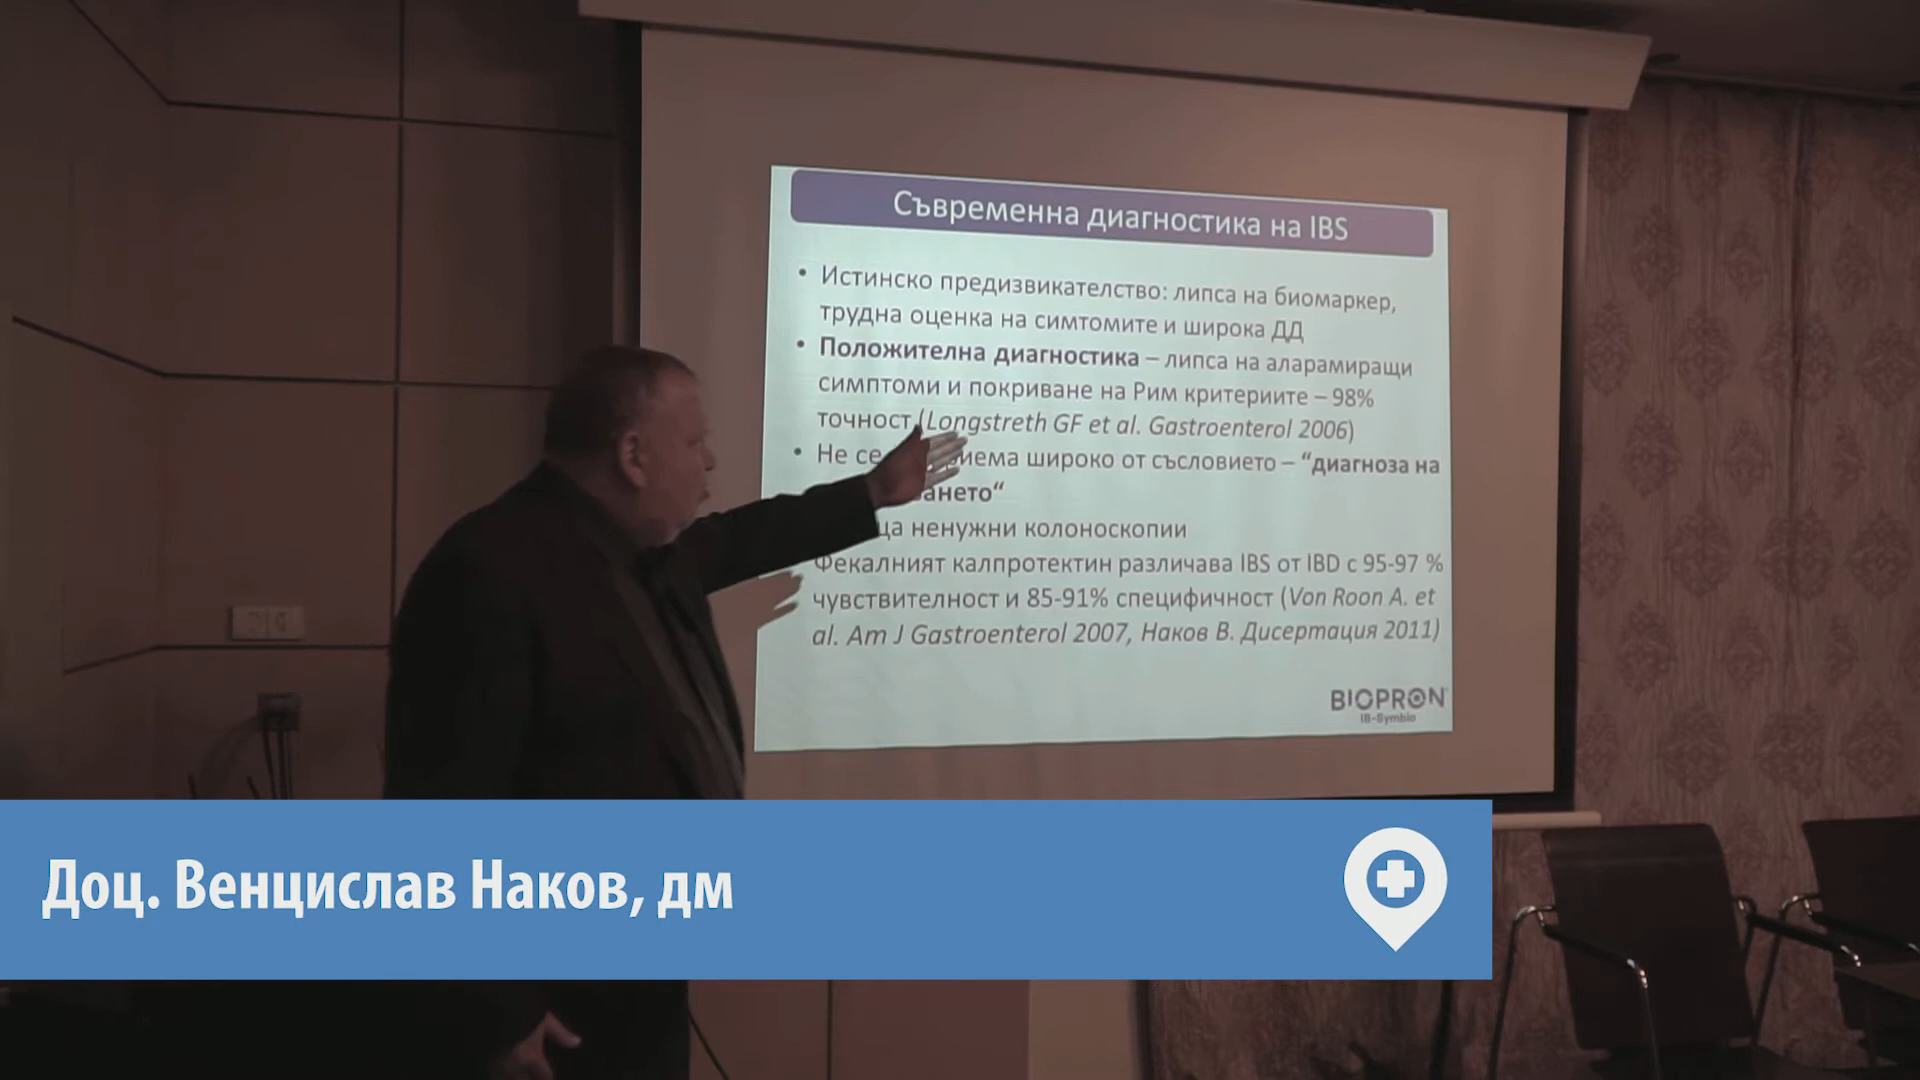 Съвременна диагностика на IBS
• Истинско предизвикателство: липса на биомаркер,
трудна оценка на симтомите и широка ДД
• Положителна диагностика – липса на аларамиращи
симптоми и покриване на Рим критериите – 98%
точност (Longstreth GF et al. Gastroenterol 2006)
• Не се широко от съсловието – “диагноза на
ненужни колоноскопии
Фекалният калпротектин различава IBS от IBD с 95-97 %
чувствителност и 85-91% специфичност (Von Roon A. et
al. Am J Gastroenterol 2007, Наков В. Дисертация 2011)
BIOPRON
IB-Symbio
Доц. Венцислав Наков, дм